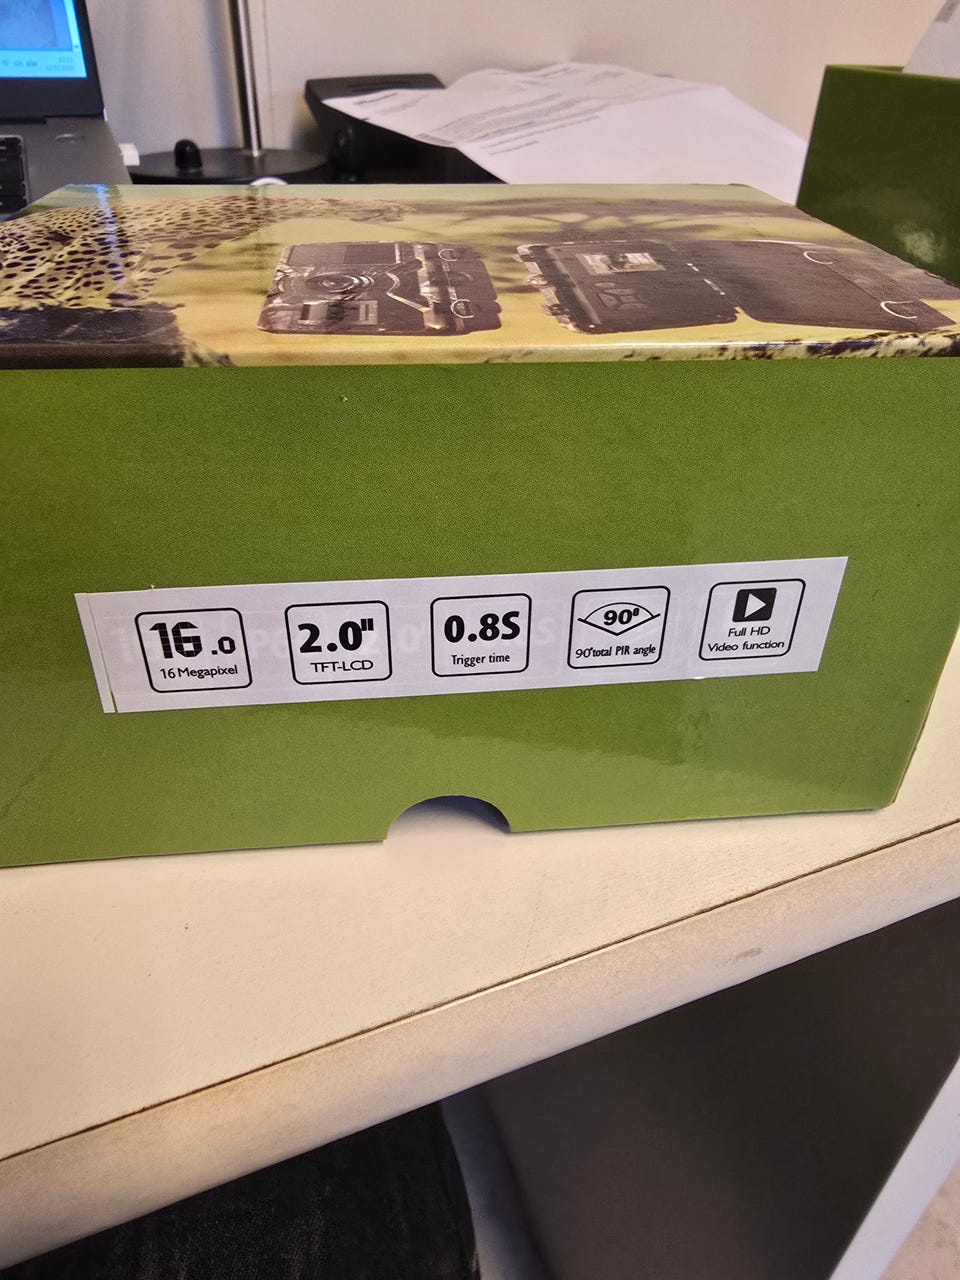 16.0
16 Megapixel
2.0"
TFT-LCD
0.8S
Trigger time
90°
90°total PIR angle
Full HD
Video function